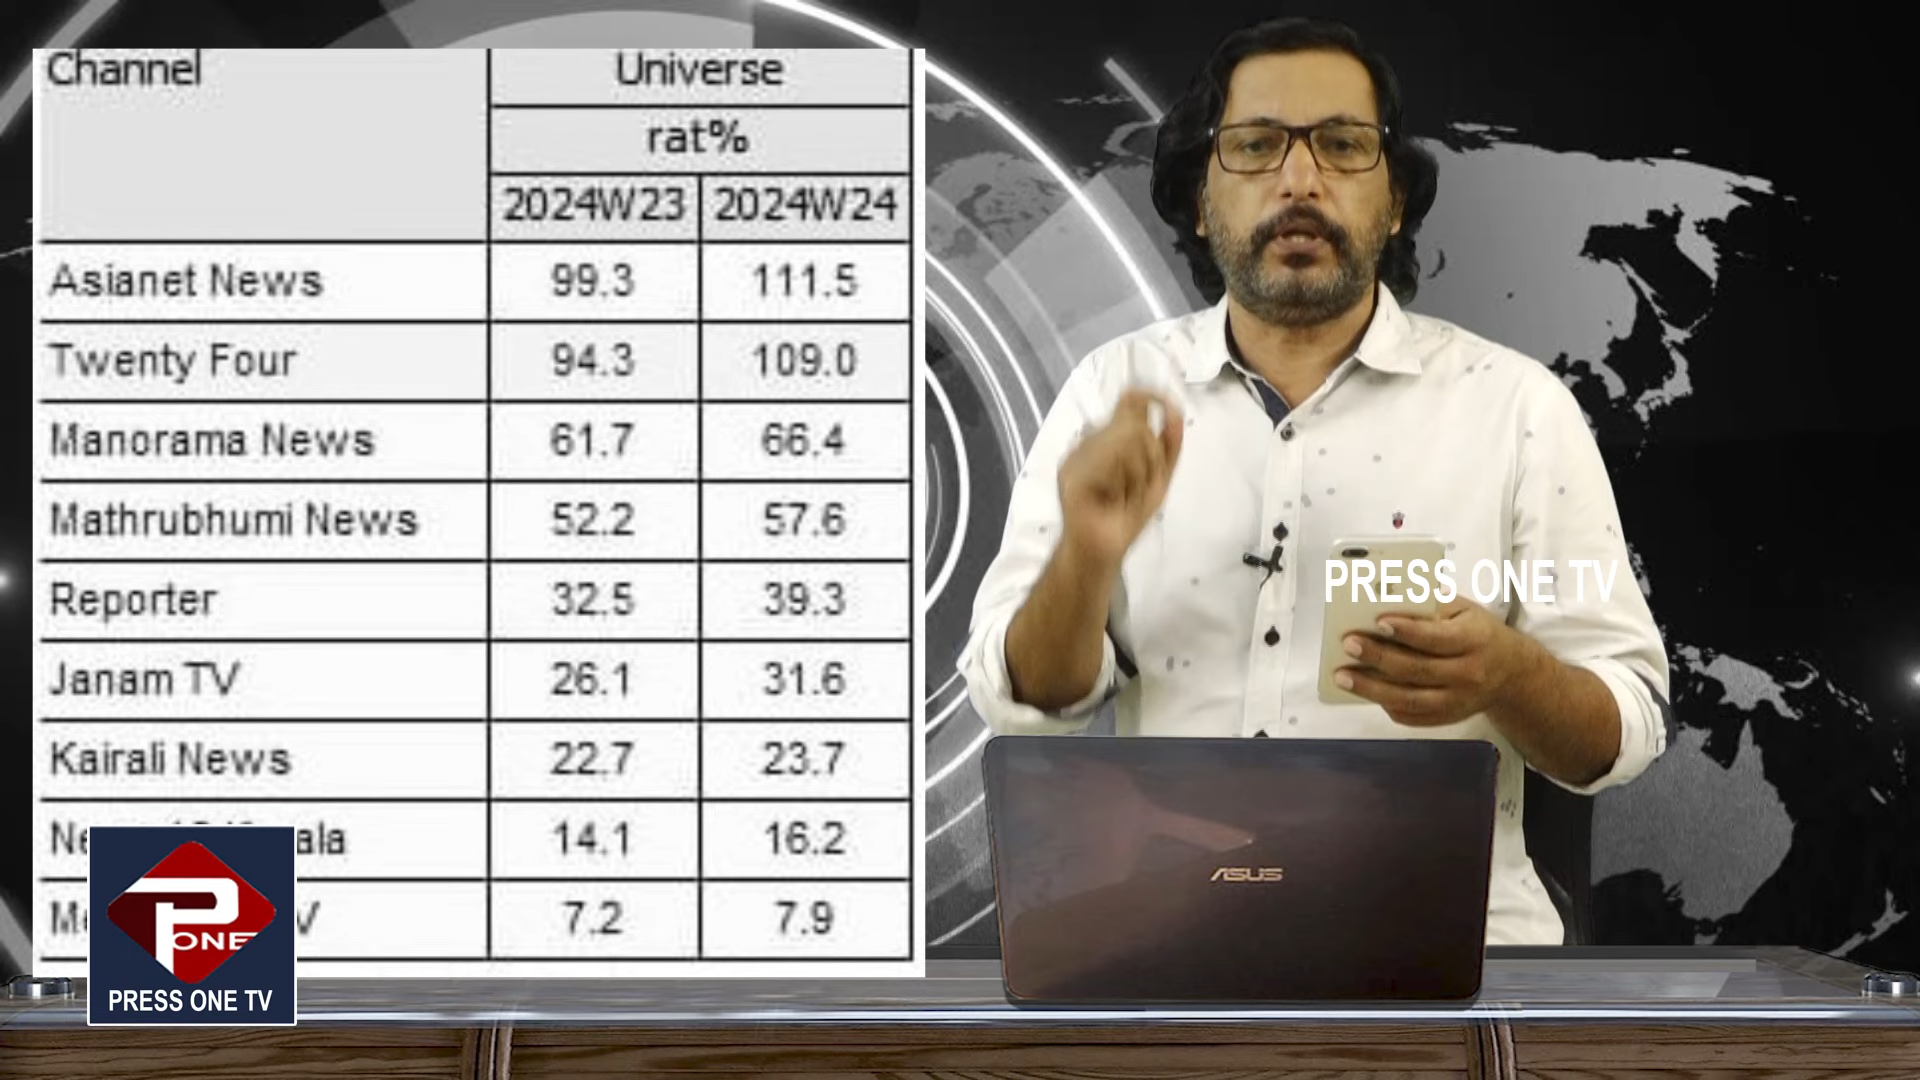 Channel Universe
rat%
2024W23 2024W24
Asianet News 99.3 111.5
Twenty Four 94.3 109.0
Manorama News 61.7 66.4
Mathrubhumi News 52.2 57.6
Reporter 32.5 39.3
Janam TV 26.1 31.6
Kairali News 22.7 23.7
14.1 16.2
7.2 7.9
P ONE
PRESS ONE TV
PRESS ONE TV
ASUS